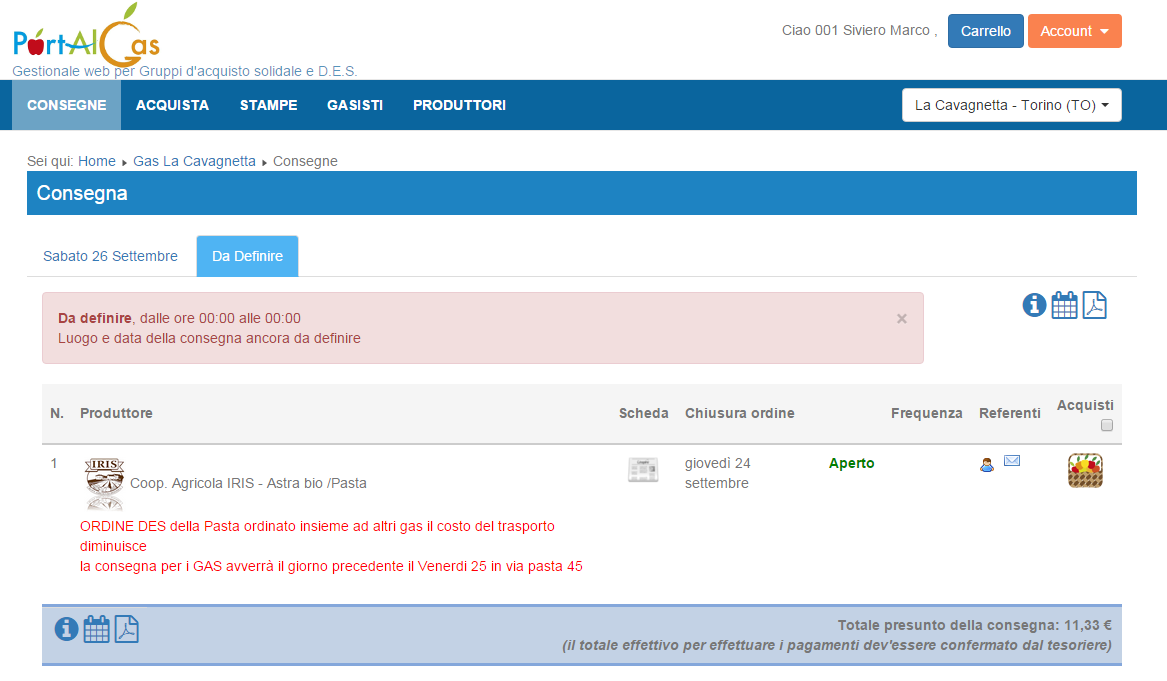 PortAlGas
Gestionale web per Gruppi d'acquisto solidale e D.E.S.
Ciao 001 Siviero Marco ,
Carrello
Account
CONSEGNE
ACQUISTA
STAMPE
GASISTI
PRODUTTORI
La Cavagnetta - Torino (TO)
Sei qui: Home ▸ Gas La Cavagnetta ▸ Consegne
Consegna
Sabato 26 Settembre
Da Definire
Da definire, dalle ore 00:00 alle 00:00
×
Luogo e data della consegna ancora da definire
N.
Produttore
Scheda
Chiusura ordine
Frequenza
Referenti
Acquisti
1
IRIS
Coop. Agricola IRIS - Astra bio /Pasta
giovedì 24
settembre
Aperto
ORDINE DES della Pasta ordinato insieme ad altri gas il costo del trasporto
diminuisce
la consegna per i GAS avverrà il giorno precedente il Venerdi 25 in via pasta 45
Totale presunto della consegna: 11,33 €
(il totale effettivo per effettuare i pagamenti dev'essere confermato dal tesoriere)